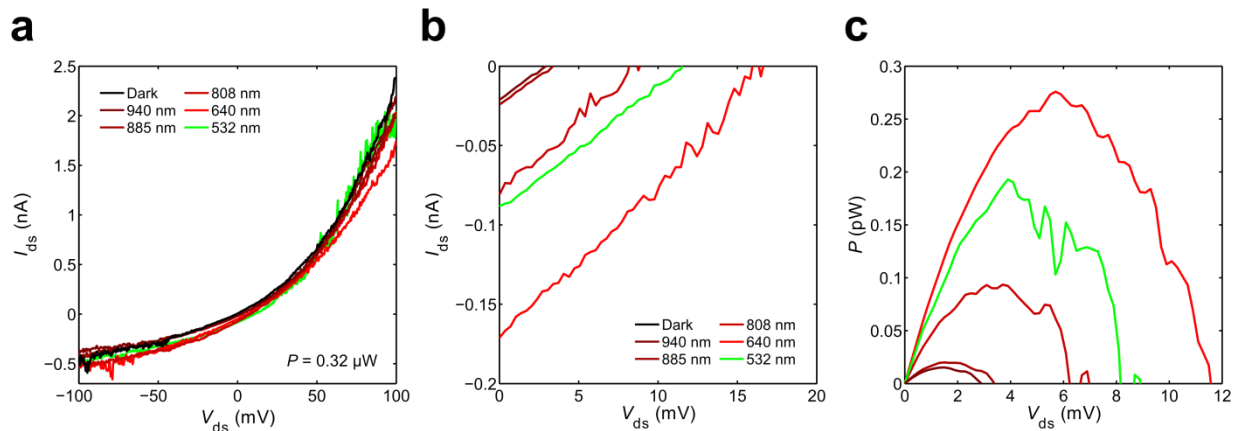 a
2.5
2
1.5
1
0.5
0
−0.5
−100
−50
0
50
100
I_ds (nA)
V_ds (mV)
Dark
940 nm
885 nm
808 nm
640 nm
532 nm
P = 0.32 µW
b
0
−0.05
−0.1
−0.15
−0.2
0
5
10
15
20
I_ds (nA)
V_ds (mV)
Dark
940 nm
885 nm
808 nm
640 nm
532 nm
c
0.3
0.25
0.2
0.15
0.1
0.05
0
0
2
4
6
8
10
12
P (pW)
V_ds (mV)